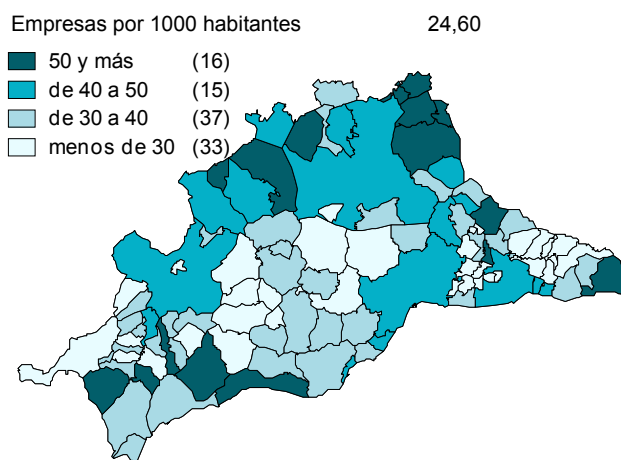 Empresas por 1000 habitantes 24,60
50 y más (16)
de 40 a 50 (15)
de 30 a 40 (37)
menos de 30 (33)